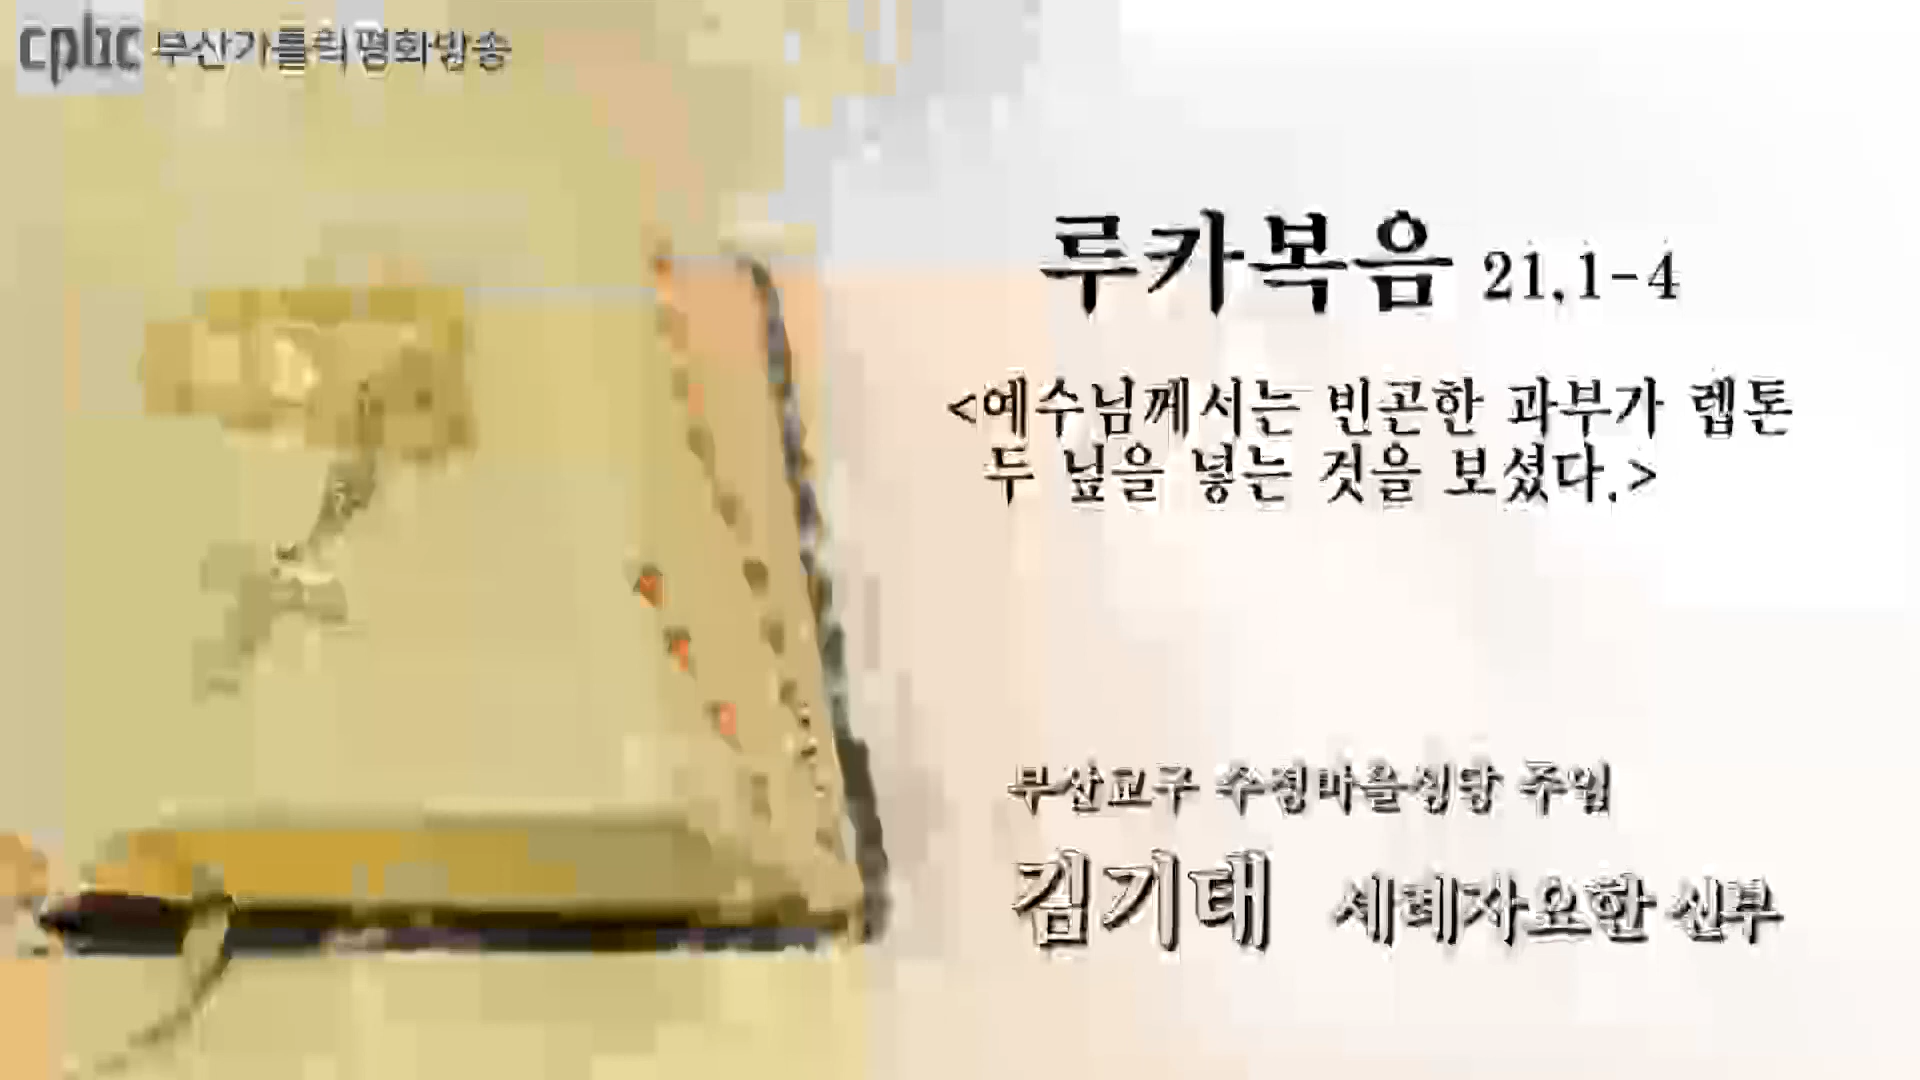 cpbc 부산가톨릭평화방송
루카복음 21,1-4
<예수님께서는 빈곤한 과부가 렙톤
두 닢을 넣는 것을 보셨다.>
부산교구 수정마을성당 주임
김기태 세례자요한 신부